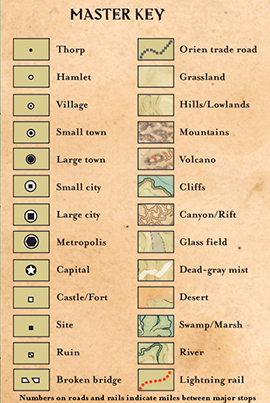 MASTER KEY
Thorp
Orien trade road
Hamlet
Grassland
Village
Hills/Lowlands
Small town
Mountains
Large town
Volcano
Small city
Cliffs
Large city
Canyon/Rift
Metropolis
Glass field
Capital
Dead-gray mist
Castle/Fort
Desert
Site
Swamp/Marsh
Ruin
River
Broken bridge
Lightning rail
Numbers on roads and rails indicate miles between major stops